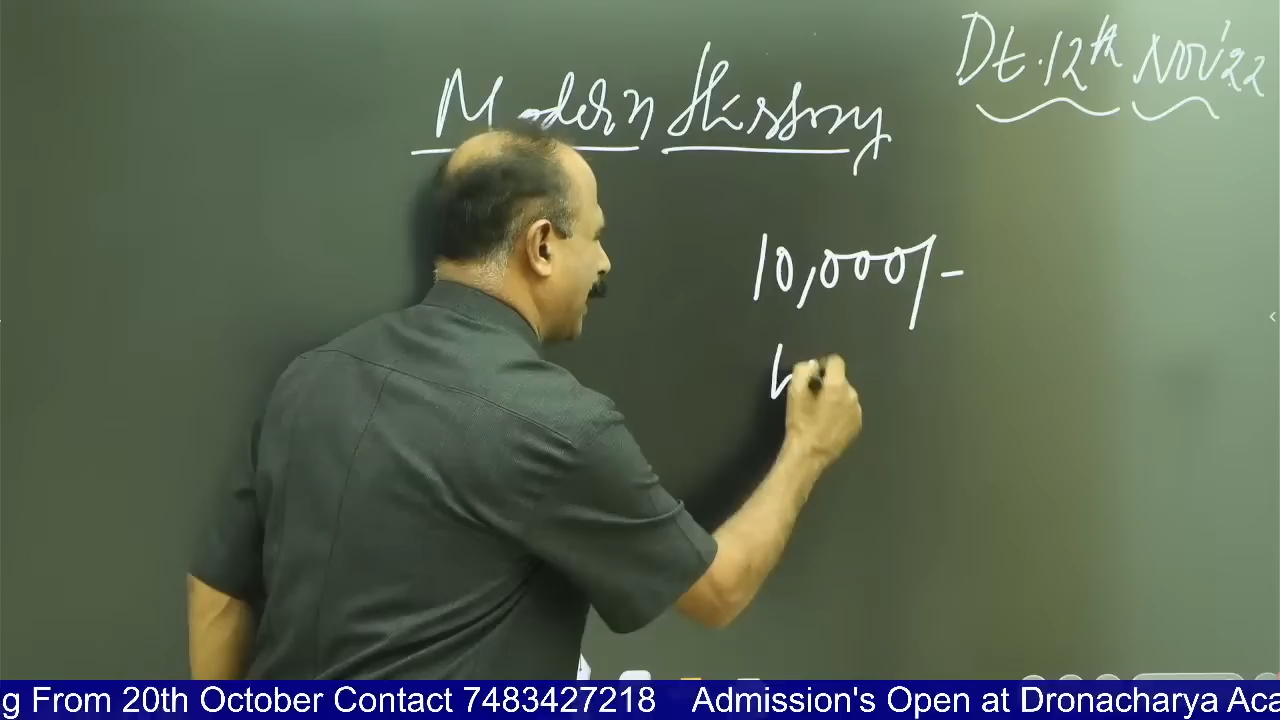 Dt. 12th Nov'22
Modern History
10,000/-
g From 20th October Contact 7483427218 Admission's Open at Dronacharya Aca